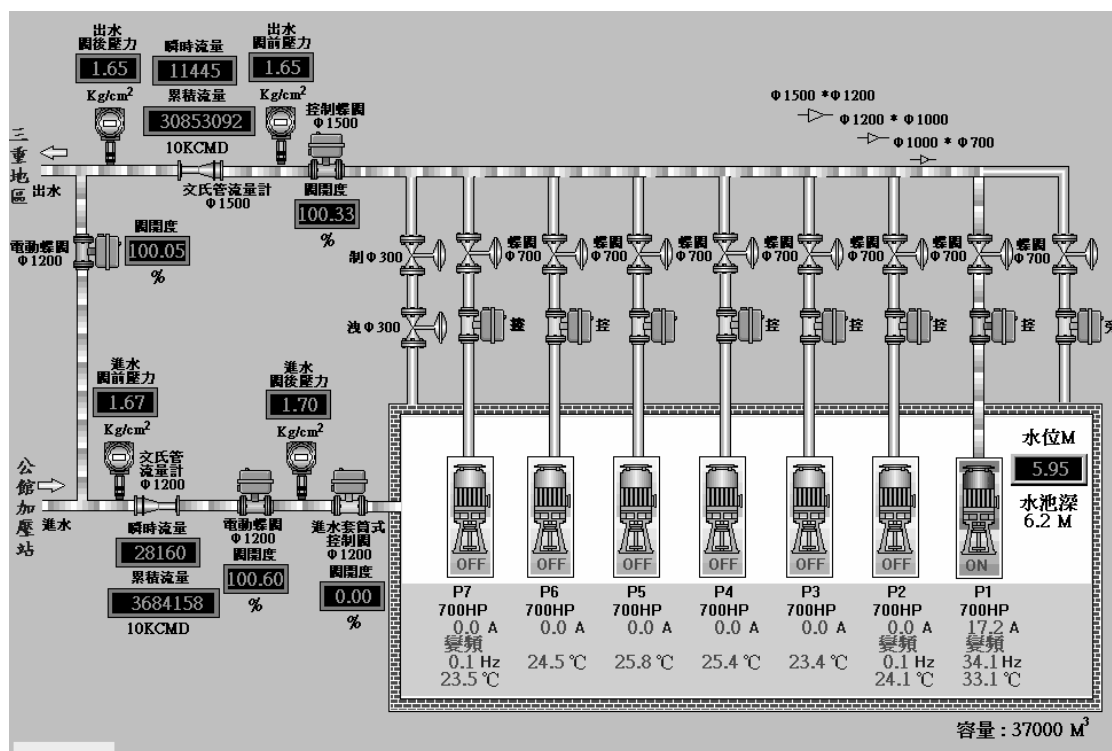 出水
閥後壓力
1.65
Kg/cm²
瞬時流量
11445
累積流量
30853092
10KCMD
出水
閥前壓力
1.65
Kg/cm²
控制蝶閥
Φ1500
Φ1500 *Φ1200
Φ1200 * Φ1000
Φ1000 * Φ700
三重地區
出水
文氏管流量計
Φ1500
閥開度
100.33
%
電動蝶閥
Φ1200
閥開度
100.05
%
制Φ300
蝶閥
Φ700
蝶閥
Φ700
蝶閥
Φ700
蝶閥
Φ700
蝶閥
Φ700
蝶閥
Φ700
蝶閥
Φ700
洩Φ300
控
控
控
控
控
控
進水
閥前壓力
1.67
Kg/cm²
進水
閥後壓力
1.70
Kg/cm²
文氏管
流量計
Φ1200
公館加壓站
進水
瞬時流量
28160
累積流量
3684158
10KCMD
電動蝶閥
Φ1200
閥開度
100.60
%
進水套筒式
控制閥
Φ1200
閥開度
0.00
%
水位M
5.95
水池深
6.2 M
OFF OFF OFF OFF OFF OFF ON
P7 P6 P5 P4 P3 P2 P1
700HP 700HP 700HP 700HP 700HP 700HP 700HP
0.0 A 0.0 A 0.0 A 0.0 A 0.0 A 0.0 A 17.2 A
變頻 變頻 變頻
0.1 Hz 24.5 ℃ 25.8 ℃ 25.4 ℃ 23.4 ℃ 0.1 Hz 34.1 Hz
23.5 ℃ 24.1 ℃ 33.1 ℃
容量 : 37000 M³